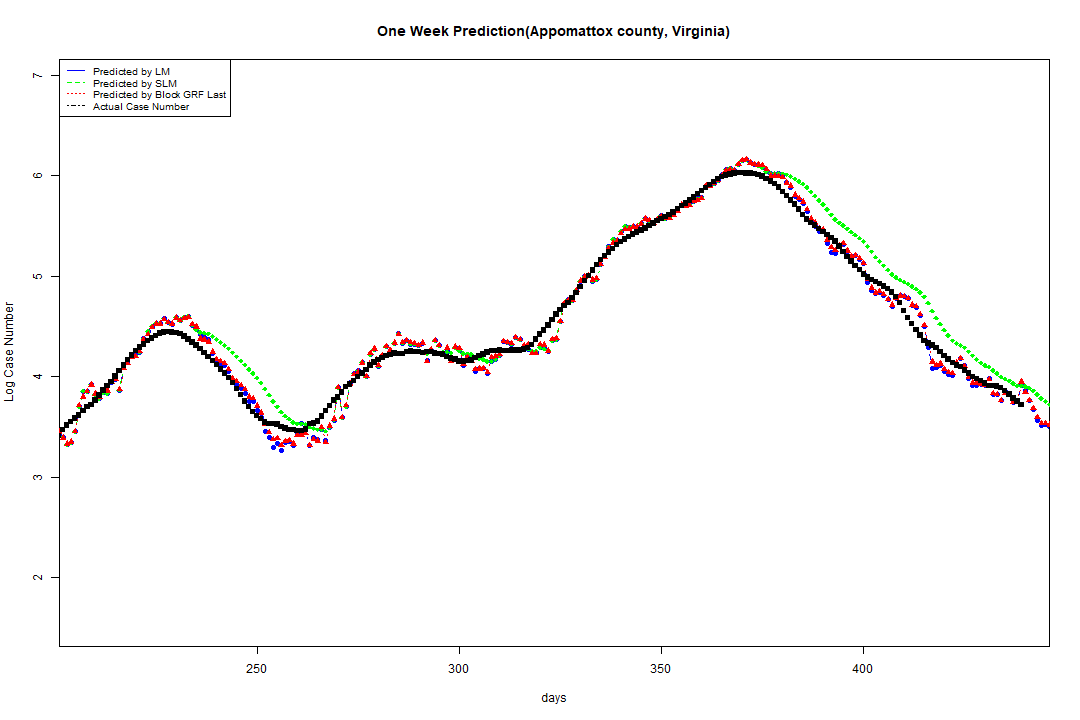 One Week Prediction(Appomattox county, Virginia)
Predicted by LM
Predicted by SLM
Predicted by Block GRF Last
Actual Case Number
7
6
5
4
3
2
Log Case Number
250 300 350 400
days